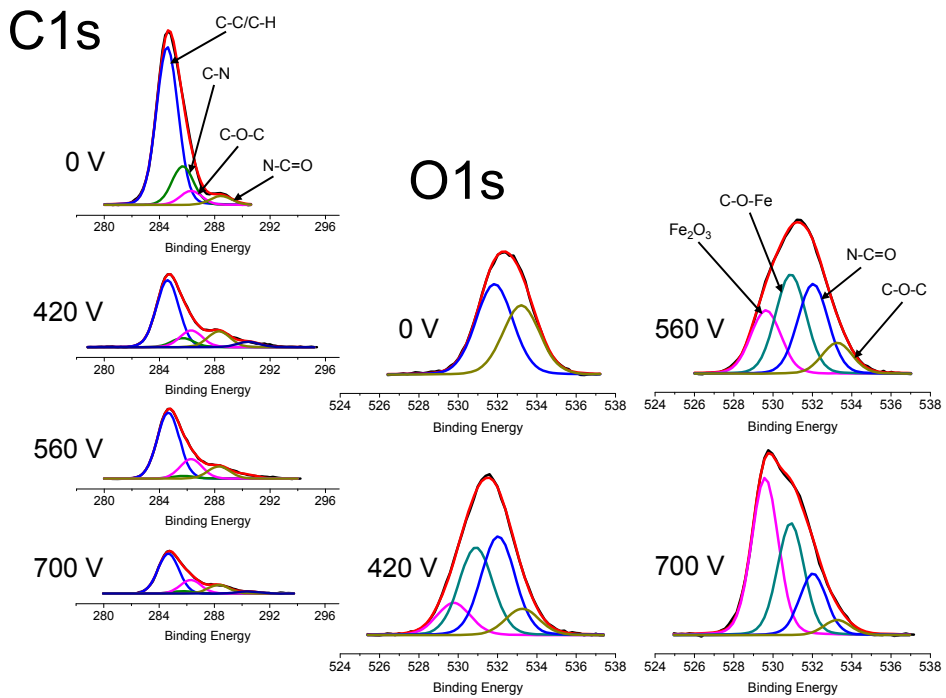 C1s
C-C/C-H
C-N
C-O-C
N-C=O
0 V
280 284 288 292 296
Binding Energy
420 V
280 284 288 292 296
Binding Energy
560 V
280 284 288 292 296
Binding Energy
700 V
280 284 288 292 296
Binding Energy
O1s
0 V
524 526 528 530 532 534 536 538
Binding Energy
Fe₂O₃
C-O-Fe
N-C=O
C-O-C
560 V
524 526 528 530 532 534 536 538
Binding Energy
420 V
524 526 528 530 532 534 536 538
Binding Energy
700 V
524 526 528 530 532 534 536 538
Binding Energy